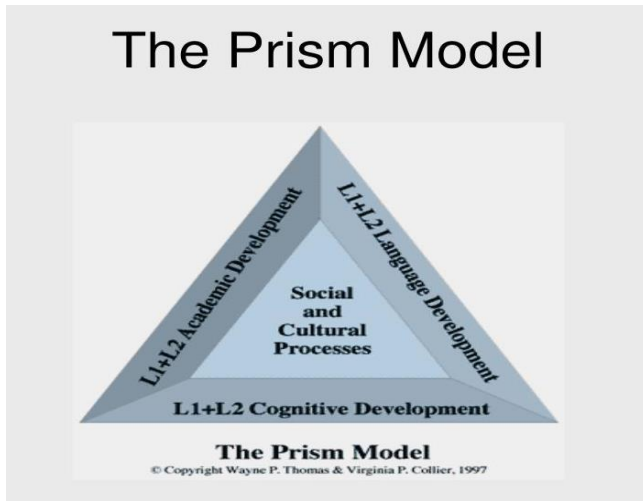 The Prism Model
L1+L2 Academic Development
L1+L2 Language Development
Social
and
Cultural
Processes
L1+L2 Cognitive Development
The Prism Model
© Copyright Wayne P. Thomas & Virginia P. Collier, 1997